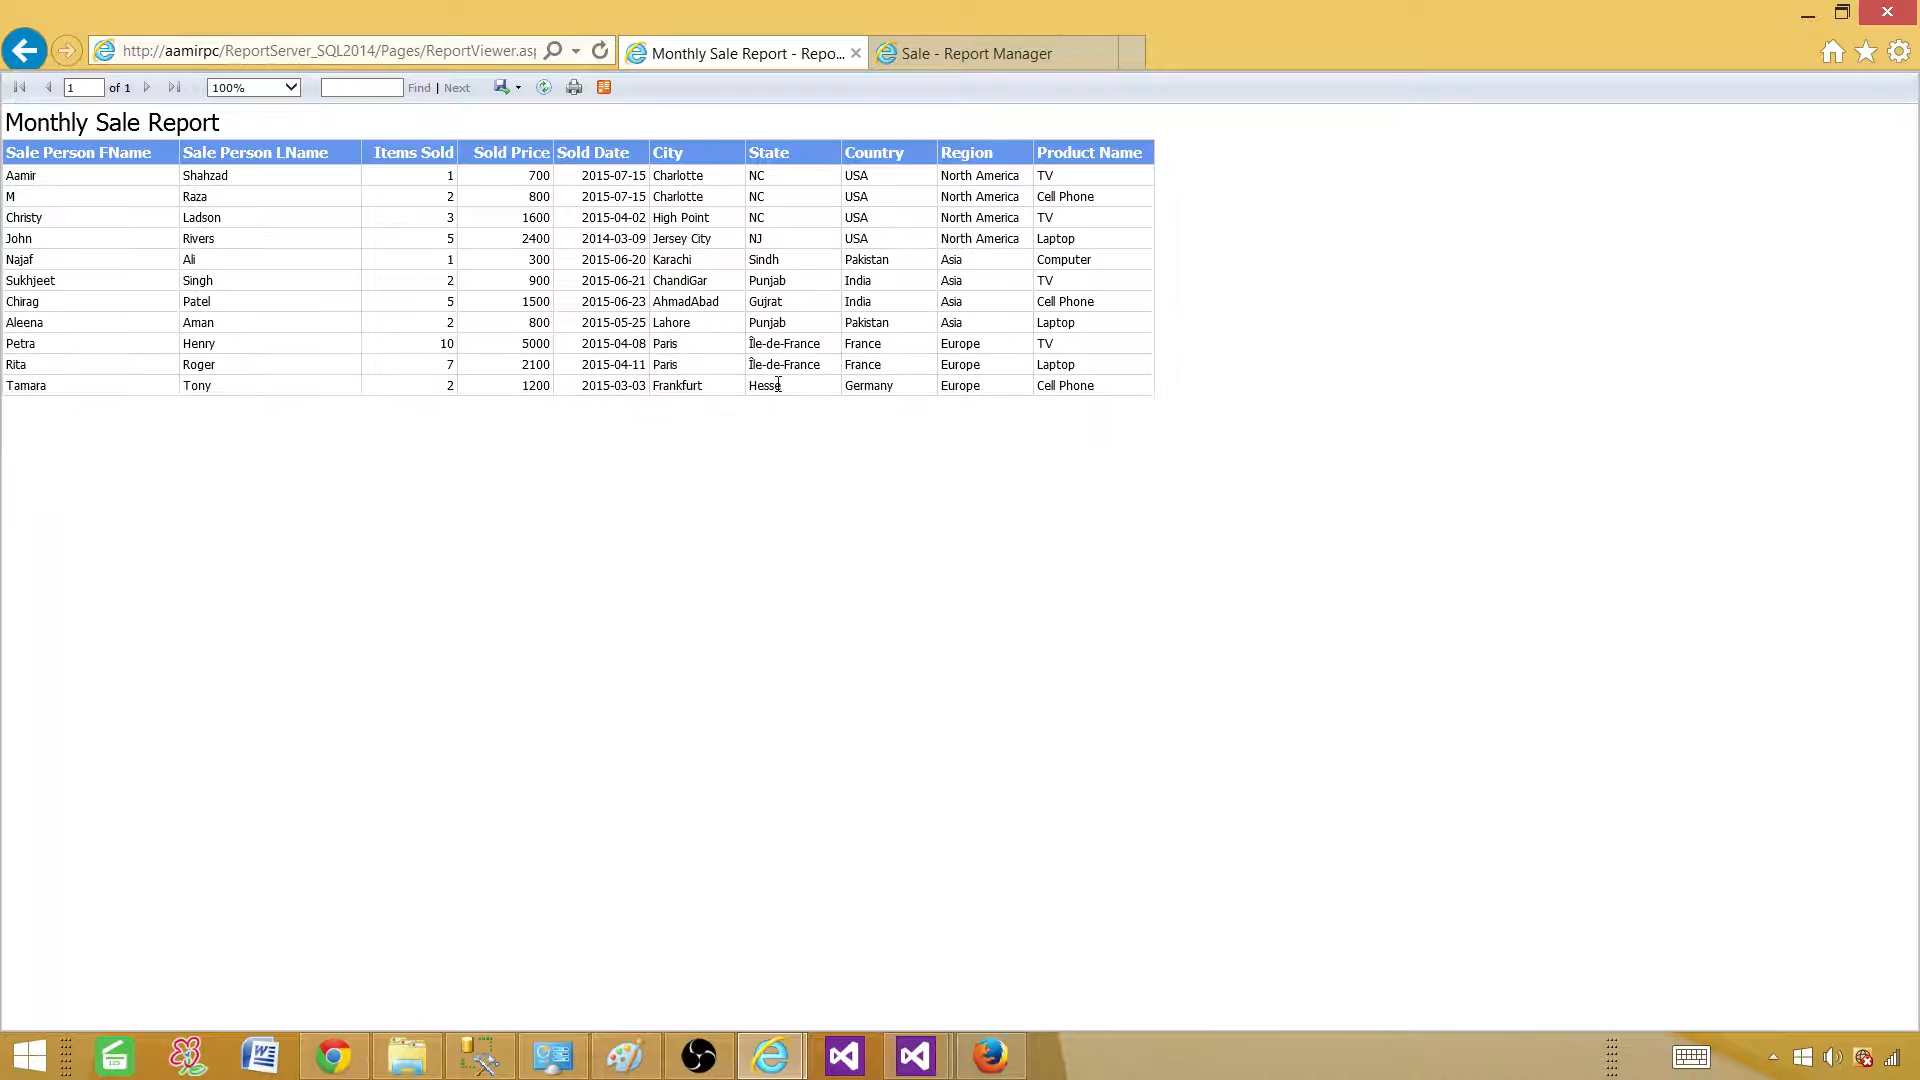 http://aamirpc/ReportServer_SQL2014/Pages/ReportViewer.asp
Monthly Sale Report - Repo...
Sale - Report Manager
1 of 1 100% Find | Next
Monthly Sale Report
Sale Person FName Sale Person LName Items Sold Sold Price Sold Date City State Country Region Product Name
Aamir Shahzad 1 700 2015-07-15 Charlotte NC USA North America TV
M Raza 2 800 2015-07-15 Charlotte NC USA North America Cell Phone
Christy Ladson 3 1600 2015-04-02 High Point NC USA North America TV
John Rivers 5 2400 2014-03-09 Jersey City NJ USA North America Laptop
Najaf Ali 1 300 2015-06-20 Karachi Sindh Pakistan Asia Computer
Sukhjeet Singh 2 900 2015-06-21 ChandiGar Punjab India Asia TV
Chirag Patel 5 1500 2015-06-23 AhmadAbad Gujrat India Asia Cell Phone
Aleena Aman 2 800 2015-05-25 Lahore Punjab Pakistan Asia Laptop
Petra Henry 10 5000 2015-04-08 Paris Île-de-France France Europe TV
Rita Roger 7 2100 2015-04-11 Paris Île-de-France France Europe Laptop
Tamara Tony 2 1200 2015-03-03 Frankfurt Hesse Germany Europe Cell Phone